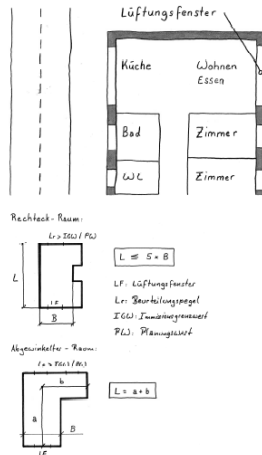 Lüftungsfenster
Küche
Wohnen
Essen
Bad
Zimmer
WC
Zimmer
Rechteck-Raum:
Lr > IGW / PW
L
L ≤ 5 * B
LF
B
LF: Lüftungsfenster
Lr: Beurteilungspegel
IGW: Immissionsgrenzwert
PW: Planungswert
Abgewinkelter-Raum:
b
a
B
L = a + b
LF